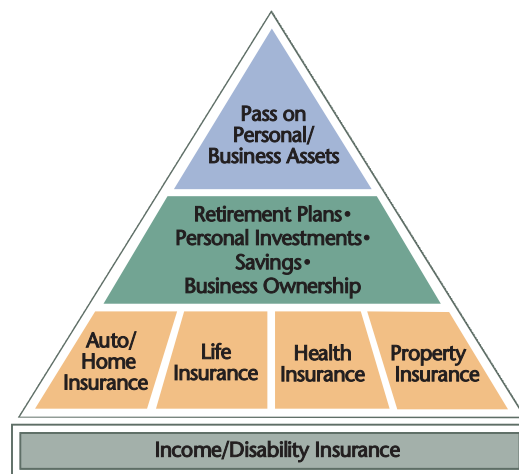 Pass on
Personal/
Business Assets
Retirement Plans•
Personal Investments•
Savings•
Business Ownership
Auto/
Home
Insurance
Life
Insurance
Health
Insurance
Property
Insurance
Income/Disability Insurance